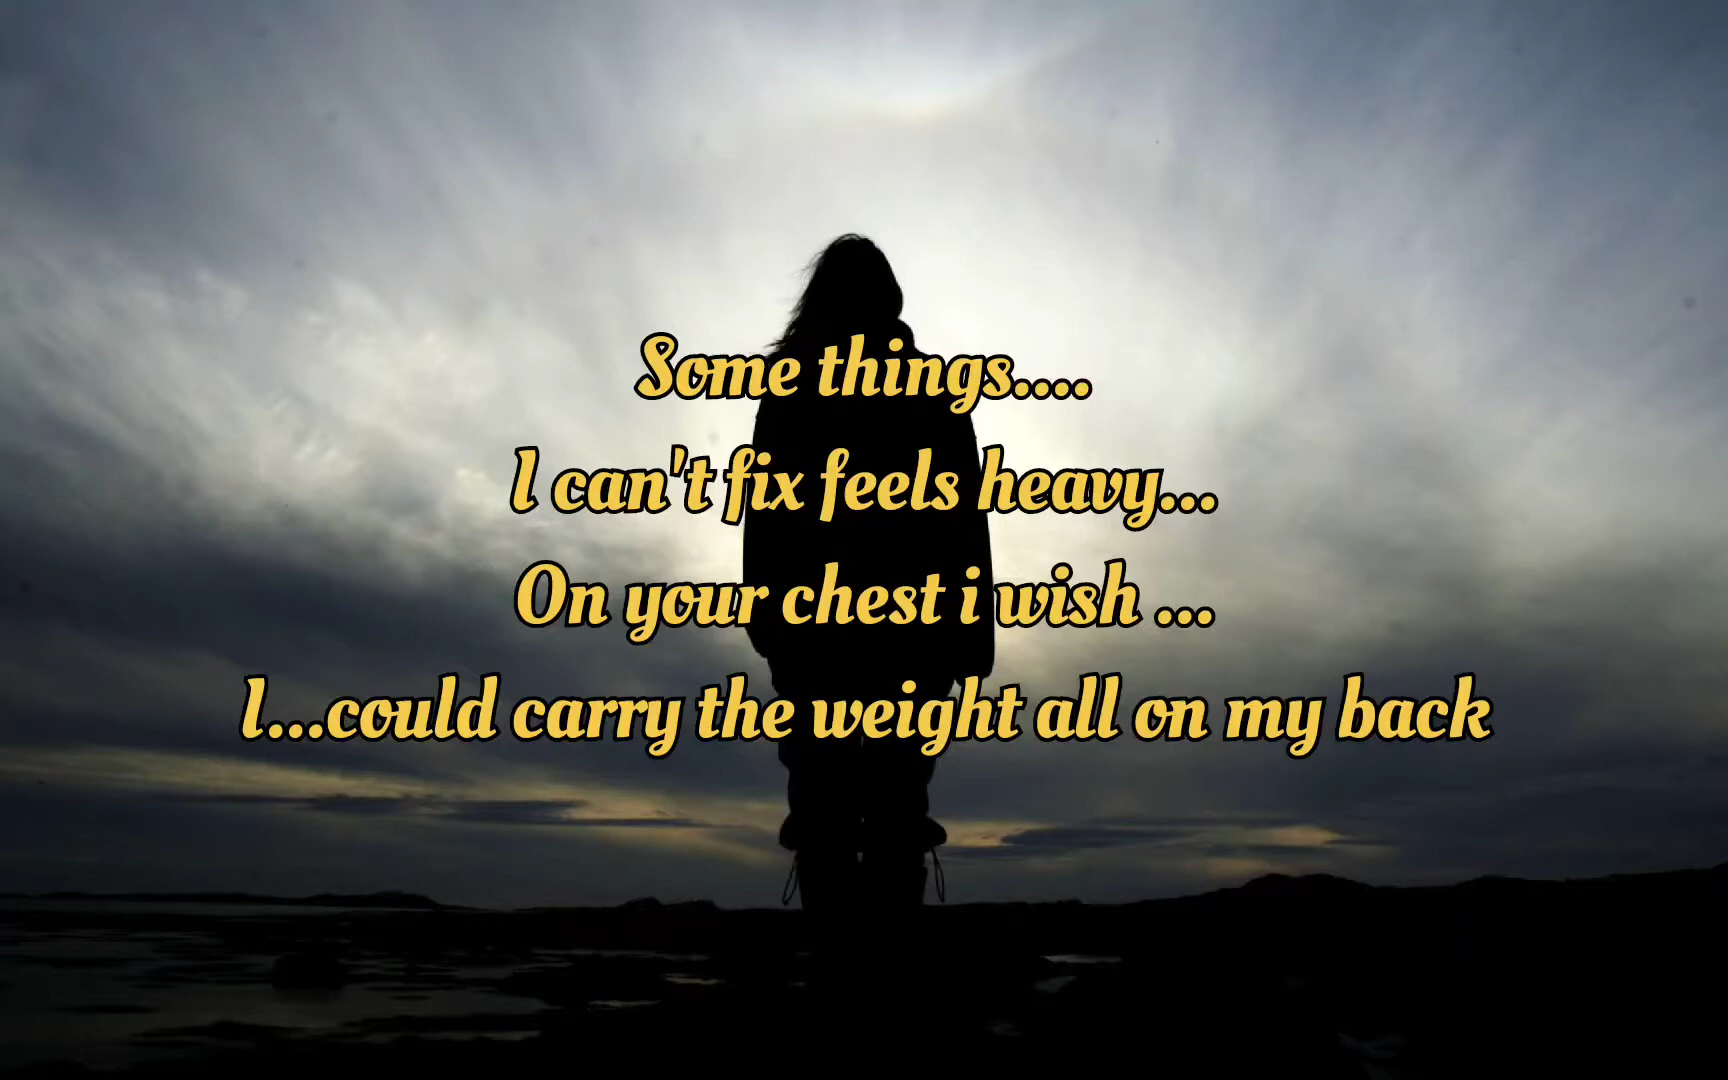 Some things....
I can't fix feels heavy...
On your chest i wish ...
I...could carry the weight all on my back